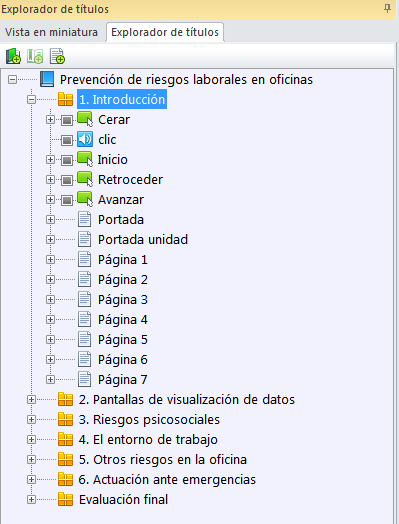 Explorador de títulos
Vista en miniatura
Explorador de títulos
Prevención de riesgos laborales en oficinas
1. Introducción
Cerar
clic
Inicio
Retroceder
Avanzar
Portada
Portada unidad
Página 1
Página 2
Página 3
Página 4
Página 5
Página 6
Página 7
2. Pantallas de visualización de datos
3. Riesgos psicosociales
4. El entorno de trabajo
5. Otros riesgos en la oficina
6. Actuación ante emergencias
Evaluación final